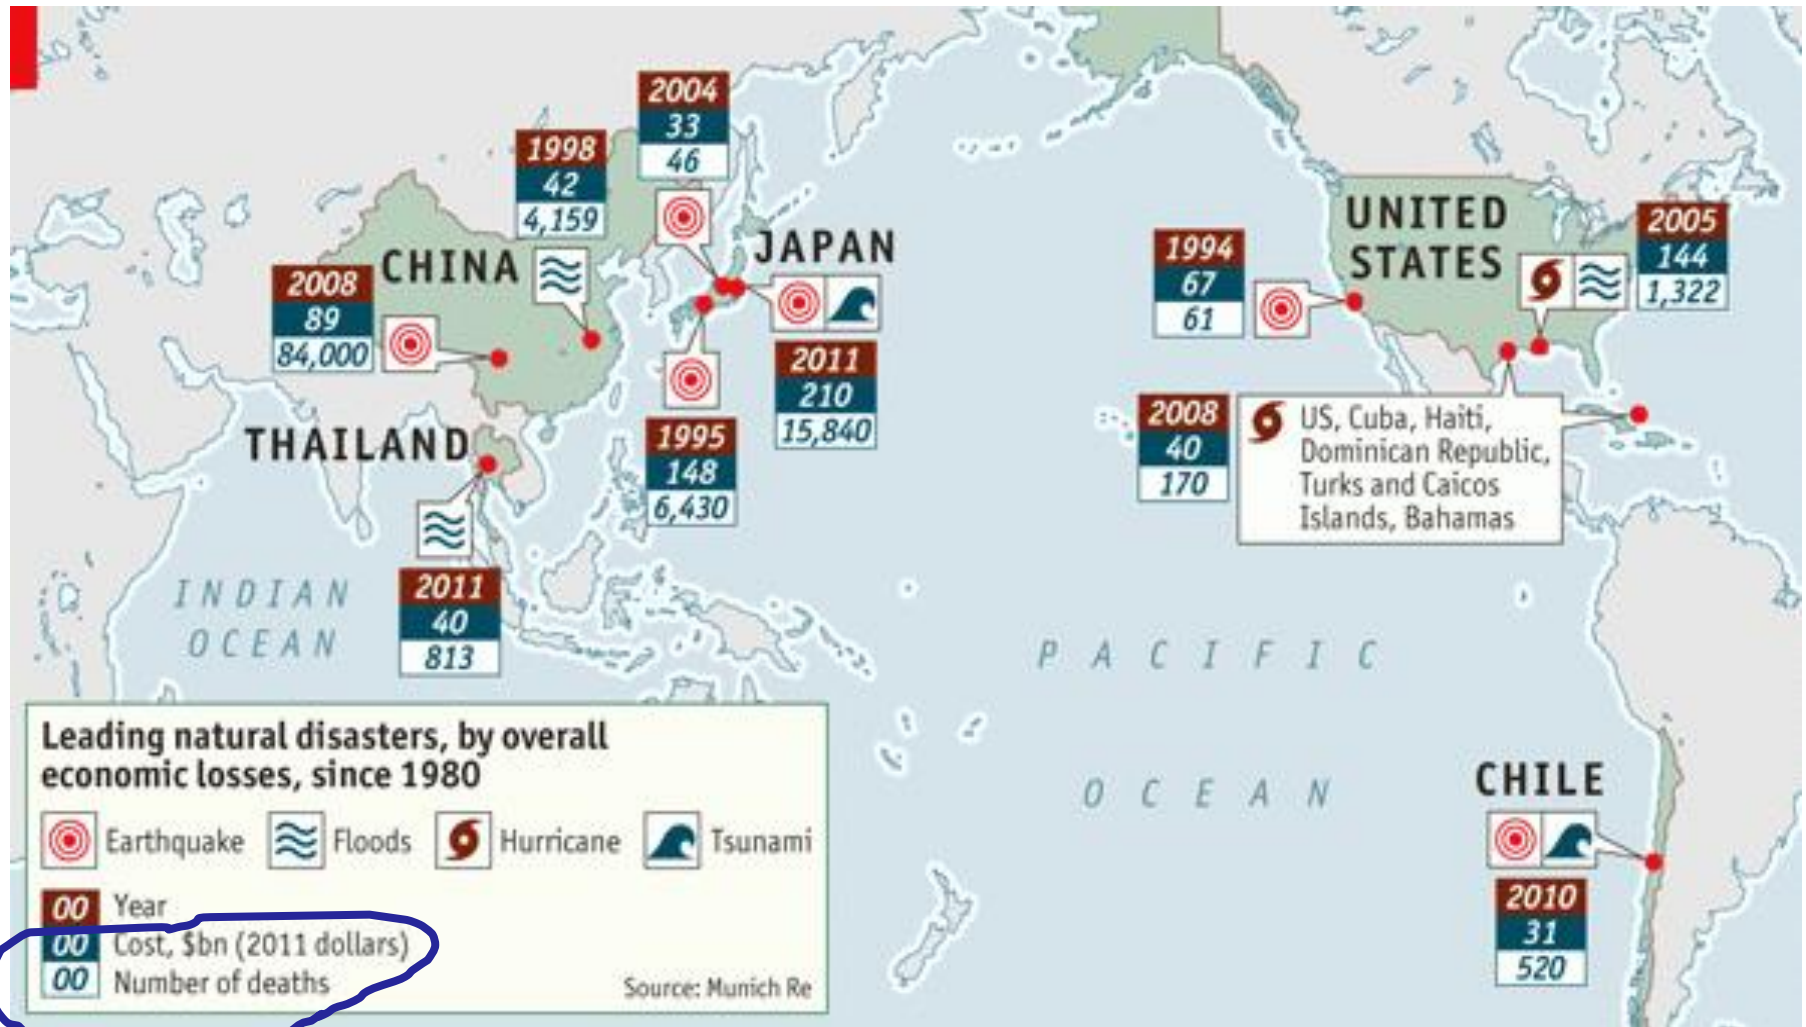 2004
33
46
1998
42
4,159
JAPAN
CHINA
2008
89
84,000
2011
210
15,840
1995
148
6,430
THAILAND
2011
40
813
INDIAN
OCEAN
UNITED
STATES
2005
144
1,322
1994
67
61
2008
40
170
US, Cuba, Haiti,
Dominican Republic,
Turks and Caicos
Islands, Bahamas
PACIFIC
OCEAN
CHILE
2010
31
520
Leading natural disasters, by overall
economic losses, since 1980
Earthquake Floods Hurricane Tsunami
00 Year
00 Cost, $bn (2011 dollars)
00 Number of deaths
Source: Munich Re